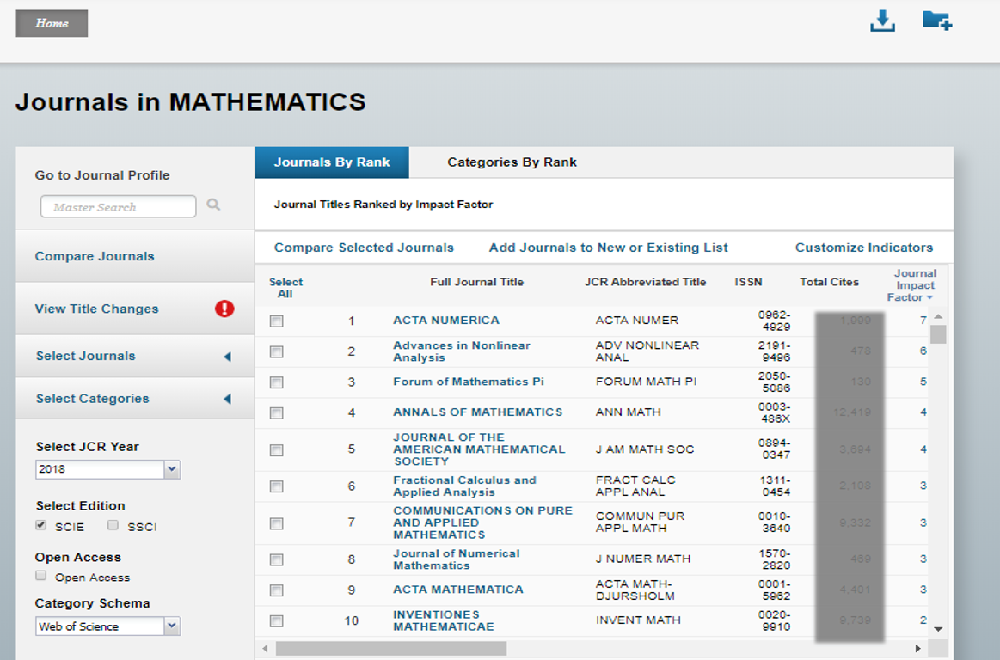 Home
Journals in MATHEMATICS
Go to Journal Profile
Master Search
Compare Journals
View Title Changes
Select Journals
Select Categories
Select JCR Year
2018
Select Edition
SCIE SSCI
Open Access
Open Access
Category Schema
Web of Science
Journals By Rank Categories By Rank
Journal Titles Ranked by Impact Factor
Compare Selected Journals Add Journals to New or Existing List Customize Indicators
Select All Full Journal Title JCR Abbreviated Title ISSN Total Cites Journal Impact Factor
1 ACTA NUMERICA ACTA NUMER 0962-4929 1,999 7
2 Advances in Nonlinear Analysis ADV NONLINEAR ANAL 2191-9496 478 6
3 Forum of Mathematics Pi FORUM MATH PI 2050-5086 130 5
4 ANNALS OF MATHEMATICS ANN MATH 0003-486X 12,419 4
5 JOURNAL OF THE AMERICAN MATHEMATICAL SOCIETY J AM MATH SOC 0894-0347 3,694 4
6 Fractional Calculus and Applied Analysis FRACT CALC APPL ANAL 1311-0454 2,108 3
7 COMMUNICATIONS ON PURE AND APPLIED MATHEMATICS COMMUN PUR APPL MATH 0010-3640 9,332 3
8 Journal of Numerical Mathematics J NUMER MATH 1570-2820 469 3
9 ACTA MATHEMATICA ACTA MATH-DJURSHOLM 0001-5962 4,401 3
10 INVENTIONES MATHEMATICAE INVENT MATH 0020-9910 9,739 2